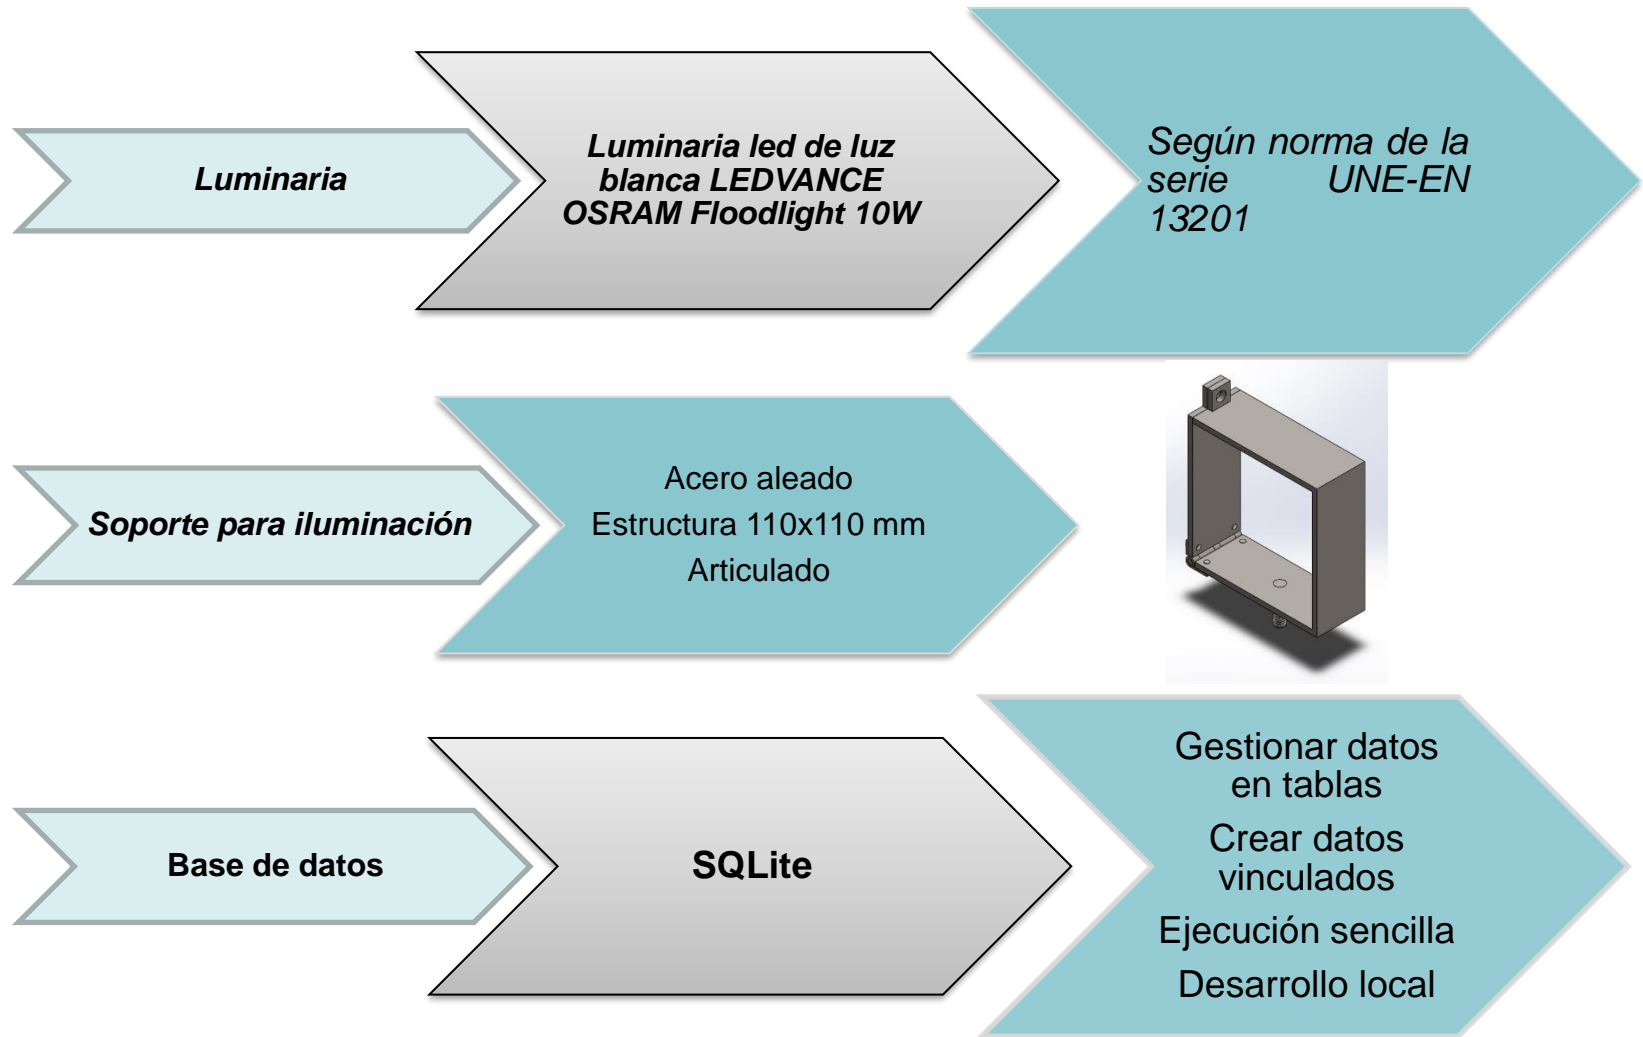 Luminaria
Luminaria led de luz
blanca LEDVANCE
OSRAM Floodlight 10W
Según norma de la
serie UNE-EN
13201
Soporte para iluminación
Acero aleado
Estructura 110x110 mm
Articulado
Base de datos
SQLite
Gestionar datos
en tablas
Crear datos
vinculados
Ejecución sencilla
Desarrollo local